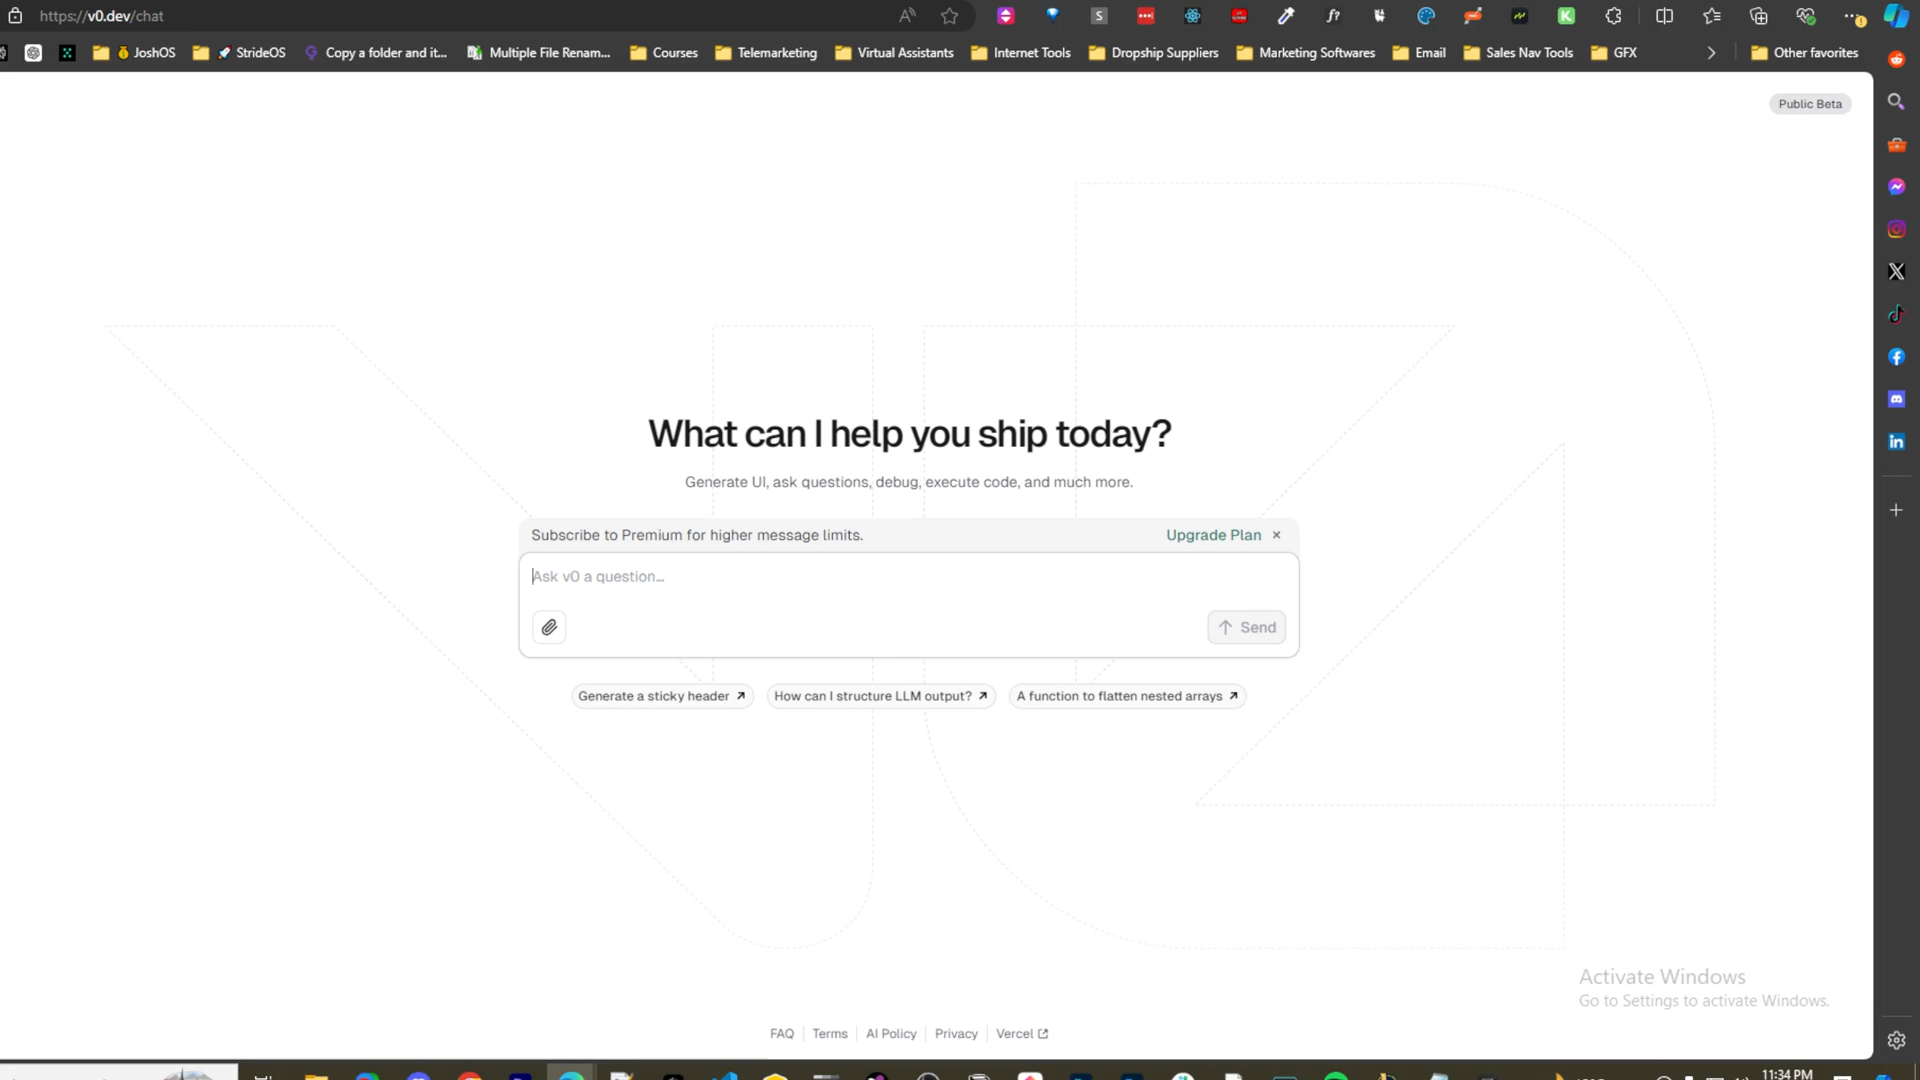 https://v0.dev/chat
JoshOS StrideOS Copy a folder and it... Multiple File Renam... Courses Telemarketing Virtual Assistants Internet Tools Dropship Suppliers Marketing Softwares Email Sales Nav Tools GFX Other favorites
Public Beta
What can I help you ship today?
Generate UI, ask questions, debug, execute code, and much more.
Subscribe to Premium for higher message limits. Upgrade Plan ×
Ask v0 a question...
Send
Generate a sticky header How can I structure LLM output? A function to flatten nested arrays
Activate Windows
Go to Settings to activate Windows.
FAQ Terms AI Policy Privacy Vercel
11:34 PM